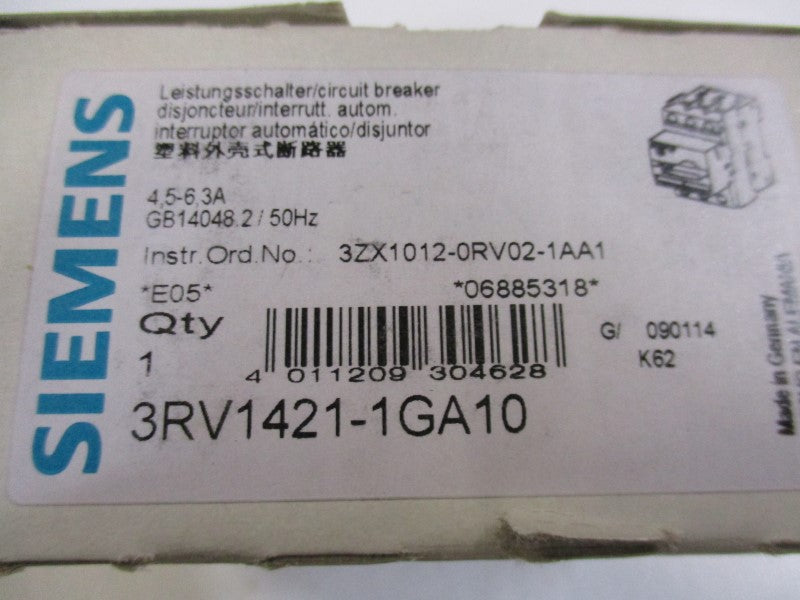 SIEMENS
Leistungsschalter/circuit breaker
disjoncteur/interrutt. autom.
interruptor automático/disjuntor
塑料外壳式断路器
4,5-6,3A
GB14048.2 / 50Hz
Instr.Ord.No.: 3ZX1012-0RV02-1AA1
*E05* *06885318*
Qty
1
4 011209 304628
G/ 090114
K62
3RV1421-1GA10
Made in Germany